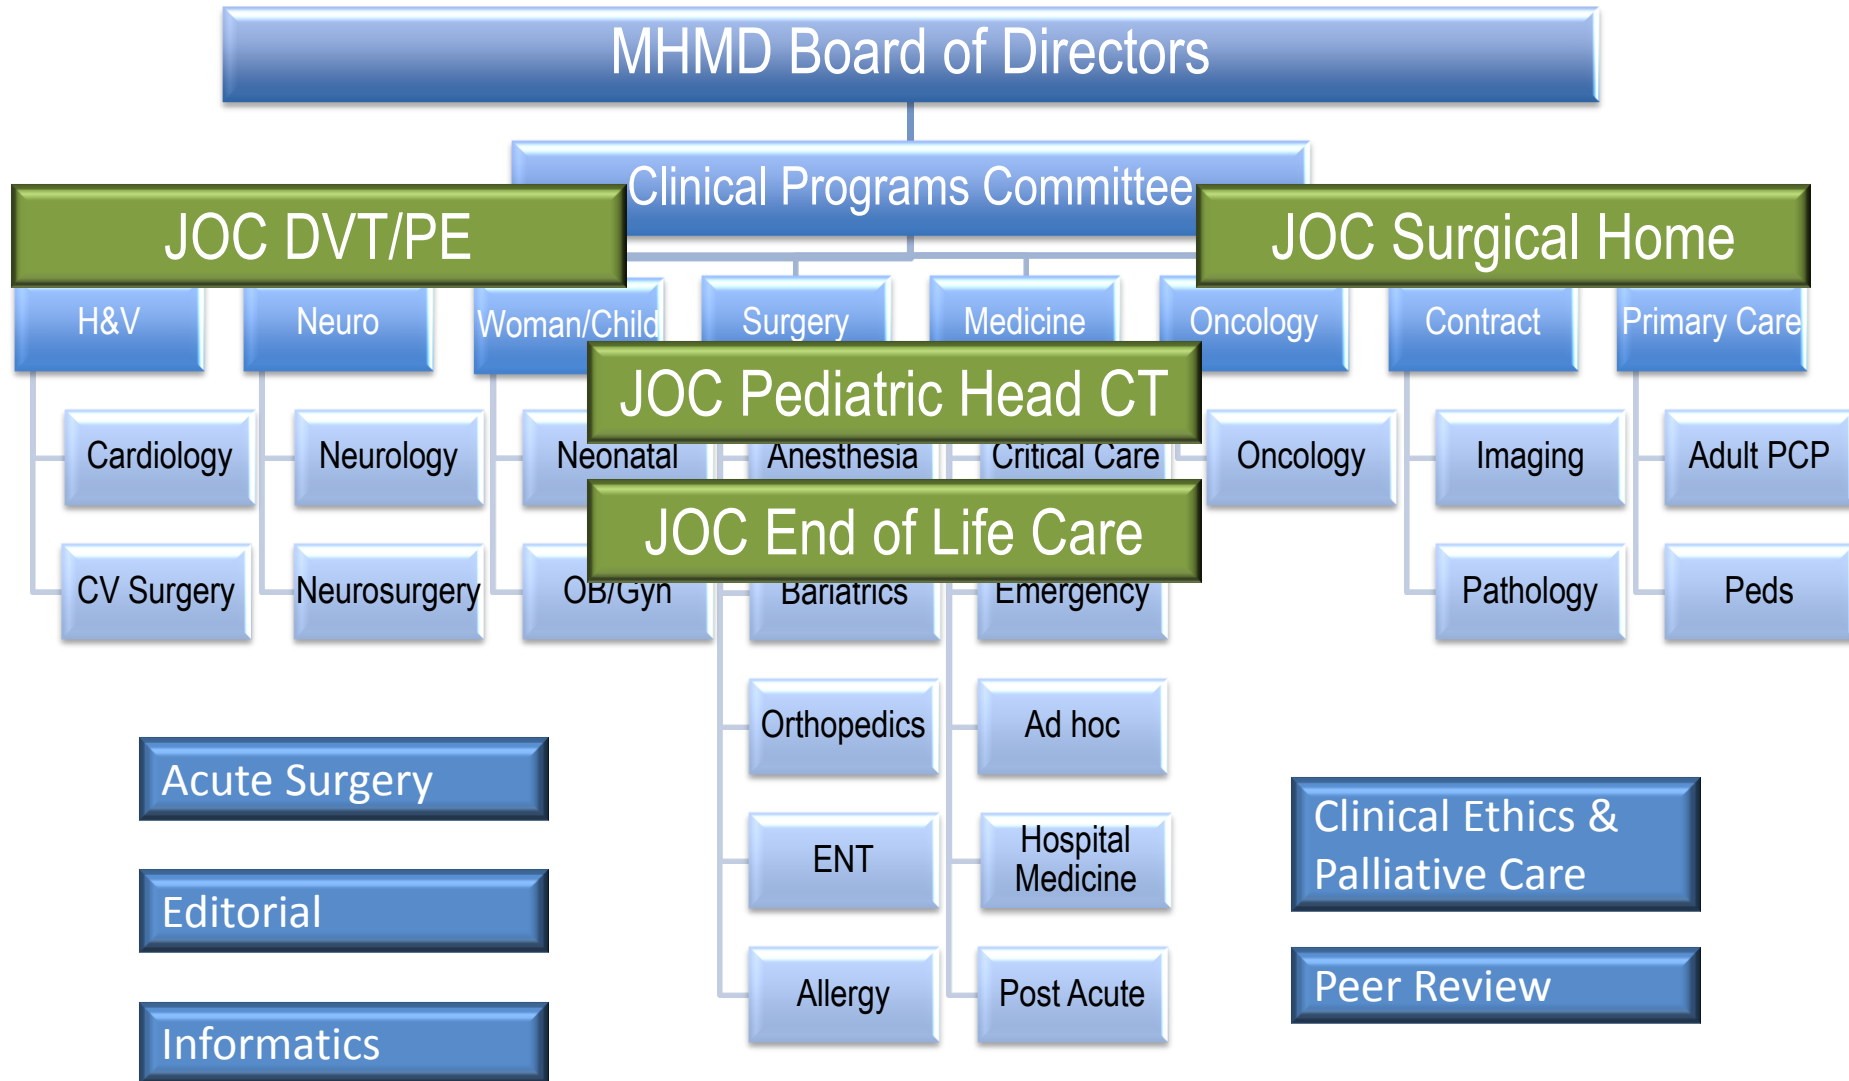 MHMD Board of Directors
Clinical Programs Committee
JOC DVT/PE
JOC Surgical Home
H&V
Neuro
Woman/Child
Surgery
Medicine
Oncology
Contract
Primary Care
JOC Pediatric Head CT
Cardiology
Neurology
Neonatal
Anesthesia
Critical Care
Oncology
Imaging
Adult PCP
JOC End of Life Care
CV Surgery
Neurosurgery
OB/Gyn
Bariatrics
Emergency
Pathology
Peds
Orthopedics
Ad hoc
Acute Surgery
Clinical Ethics &
Palliative Care
ENT
Hospital
Medicine
Editorial
Allergy
Post Acute
Peer Review
Informatics